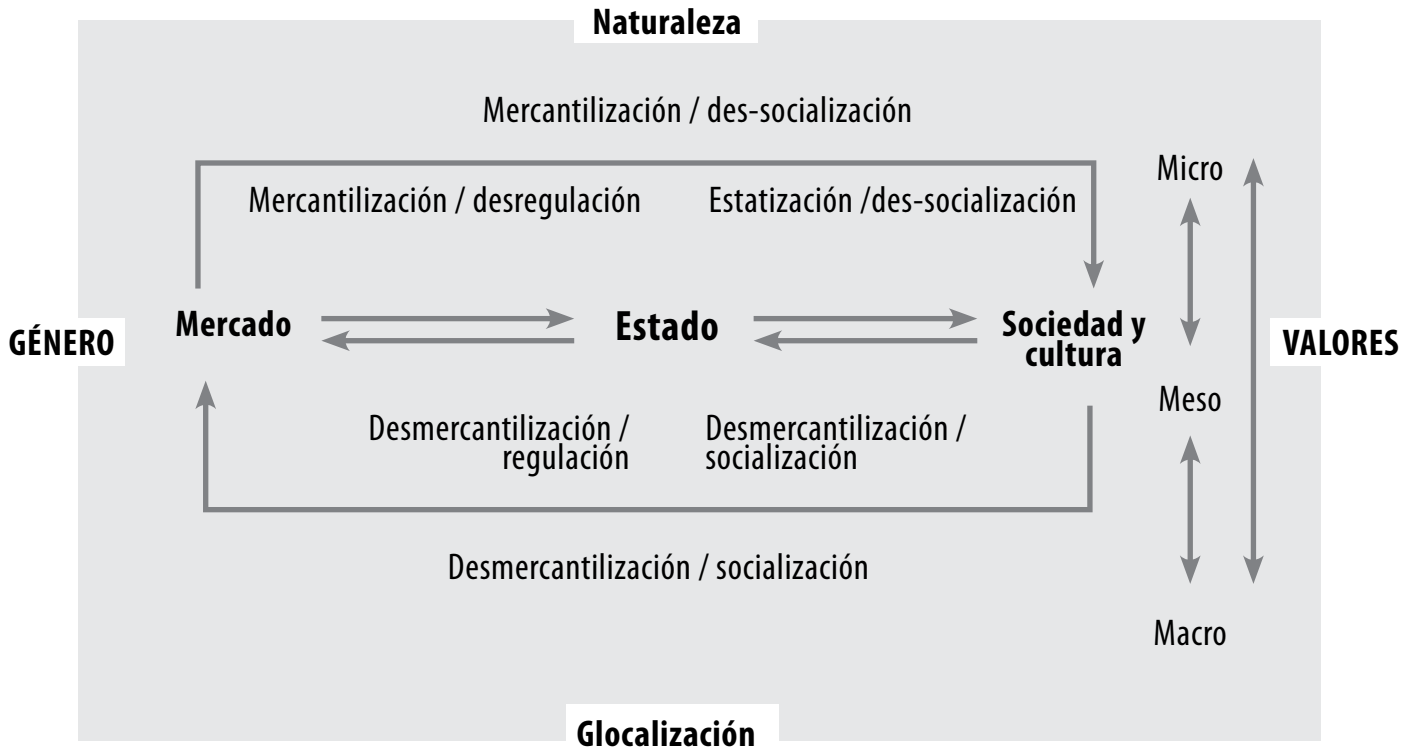 Naturaleza
Mercantilización / des-socialización
Micro
Mercantilización / desregulación
Estatización /des-socialización
GÉNERO
Mercado
Estado
Sociedad y
cultura
VALORES
Meso
Desmercantilización /
regulación
Desmercantilización /
socialización
Desmercantilización / socialización
Macro
Glocalización